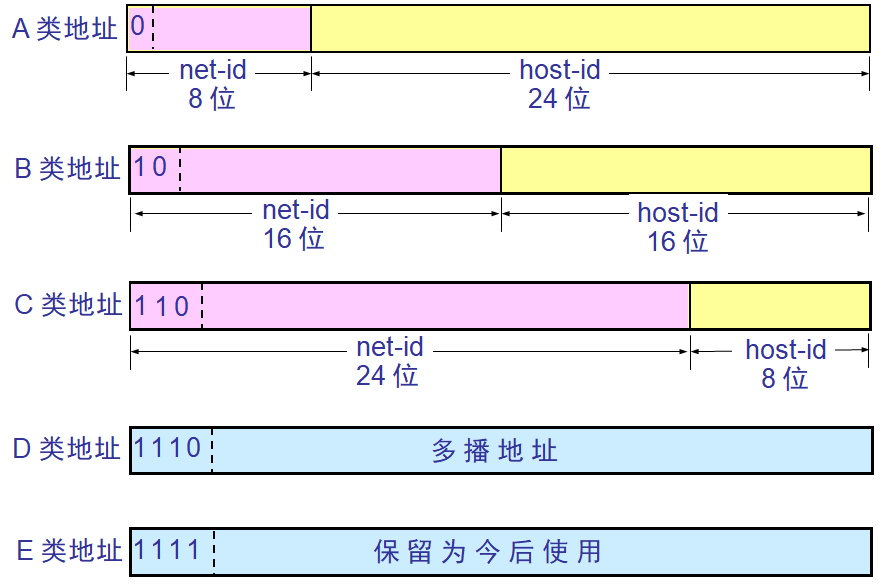 A 类地址 0
net-id host-id
8 位 24 位
B 类地址 1 0
net-id host-id
16 位 16 位
C 类地址 1 1 0
net-id host-id
24 位 8 位
D 类地址 1 1 1 0 多播地址
E 类地址 1 1 1 1 保留为今后使用